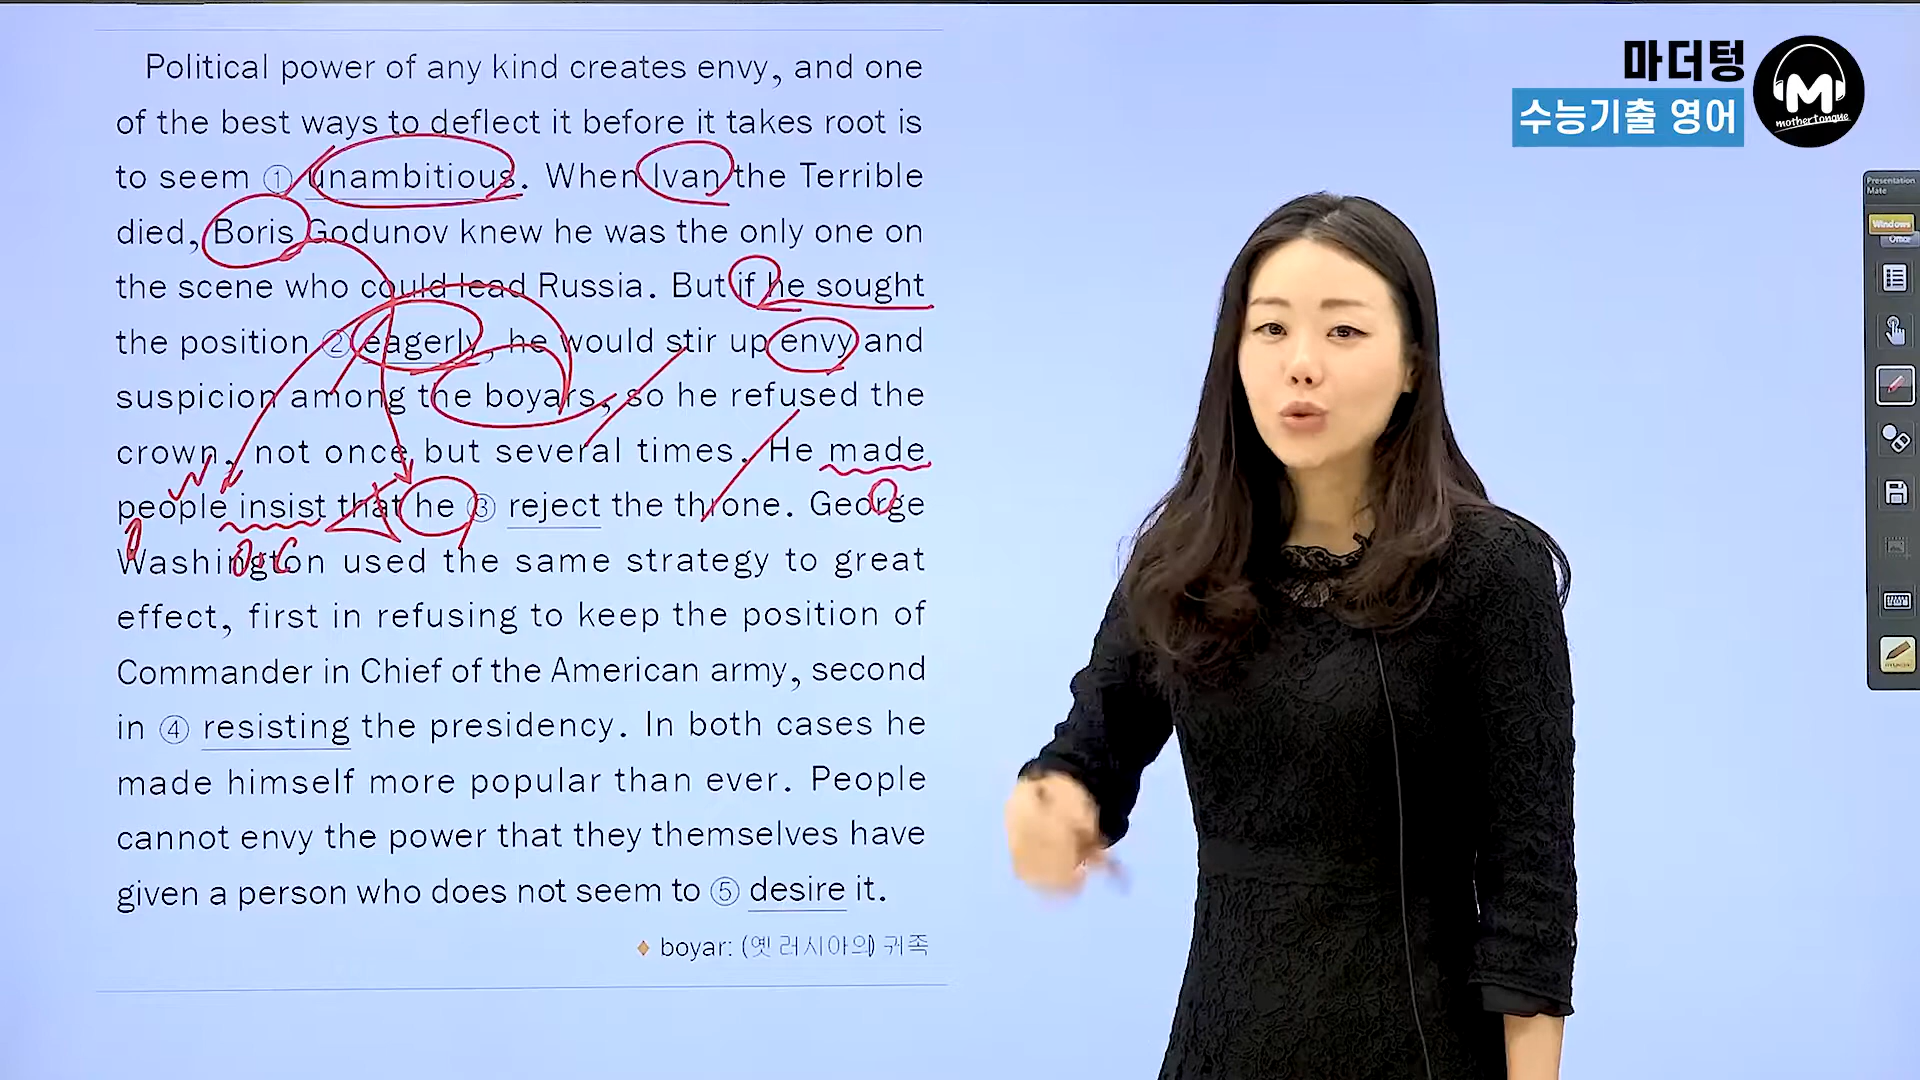 Political power of any kind creates envy, and one
of the best ways to deflect it before it takes root is
to seem ① unambitious. When Ivan the Terrible
died, Boris Godunov knew he was the only one on
the scene who could lead Russia. But if he sought
the position ② eagerly, he would stir up envy and
suspicion among the boyars, so he refused the
crown, not once but several times. He made
people insist that he ③ reject the throne. George
Washington used the same strategy to great
effect, first in refusing to keep the position of
Commander in Chief of the American army, second
in ④ resisting the presidency. In both cases he
made himself more popular than ever. People
cannot envy the power that they themselves have
given a person who does not seem to ⑤ desire it.
boyar: (옛 러시아의) 귀족
O
O
O.C
마더텅
수능기출 영어
M
mothertongue
Presentation
Mate
Windows
Office